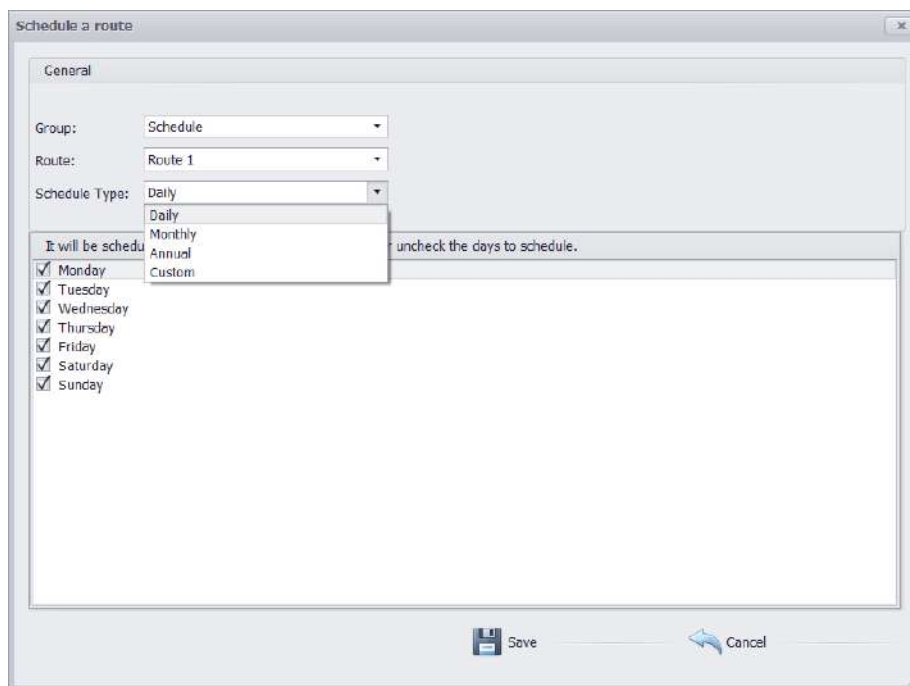 Schedule a route
General
Group: Schedule
Route: Route 1
Schedule Type: Daily
Daily
Monthly
Annual
Custom
It will be schedu uncheck the days to schedule.
Monday
Tuesday
Wednesday
Thursday
Friday
Saturday
Sunday
Save Cancel